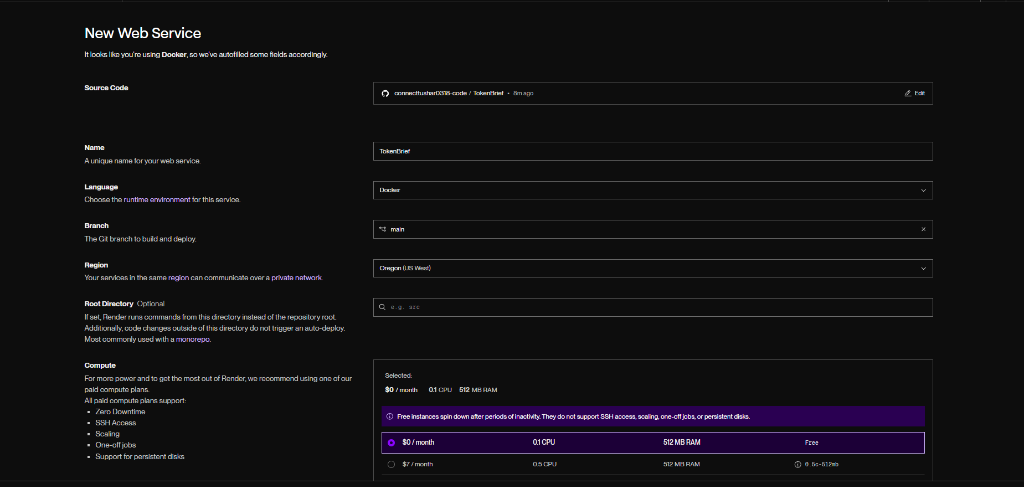 New Web Service
It looks like you're using Docker, so we've autofilled some fields accordingly.
Source Code
connecttushar0318-code / TokenBrief • 8m ago
Edit
Name
A unique name for your web service.
TokenBrief
Language
Choose the runtime environment for this service.
Docker
Branch
The Git branch to build and deploy.
main
Region
Your services in the same region can communicate over a private network.
Oregon (US West)
Root Directory Optional
If set, Render runs commands from this directory instead of the repository root.
Additionally, code changes outside of this directory do not trigger an auto-deploy.
Most commonly used with a monorepo.
e.g. src
Compute
For more power and to get the most out of Render, we recommend using one of our
paid compute plans.
All paid compute plans support:
Zero Downtime
SSH Access
Scaling
One-off jobs
Support for persistent disks
Selected:
$0 / month 0.1 CPU 512 MB RAM
Free instances spin down after periods of inactivity. They do not support SSH access, scaling, one-off jobs, or persistent disks.
$0 / month 0.1 CPU 512 MB RAM Free
$7 / month 0.5 CPU 512 MB RAM 0.5c-512mb